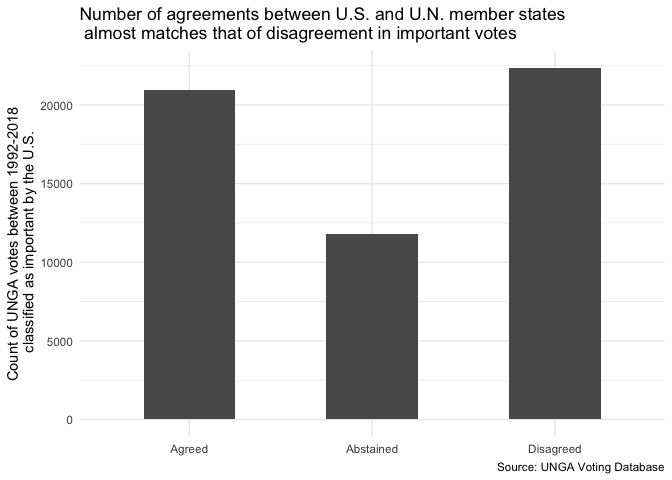 Number of agreements between U.S. and U.N. member states
almost matches that of disagreement in important votes
Count of UNGA votes between 1992-2018
classified as important by the U.S.
20000
15000
10000
5000
0
Agreed
Abstained
Disagreed
Source: UNGA Voting Database